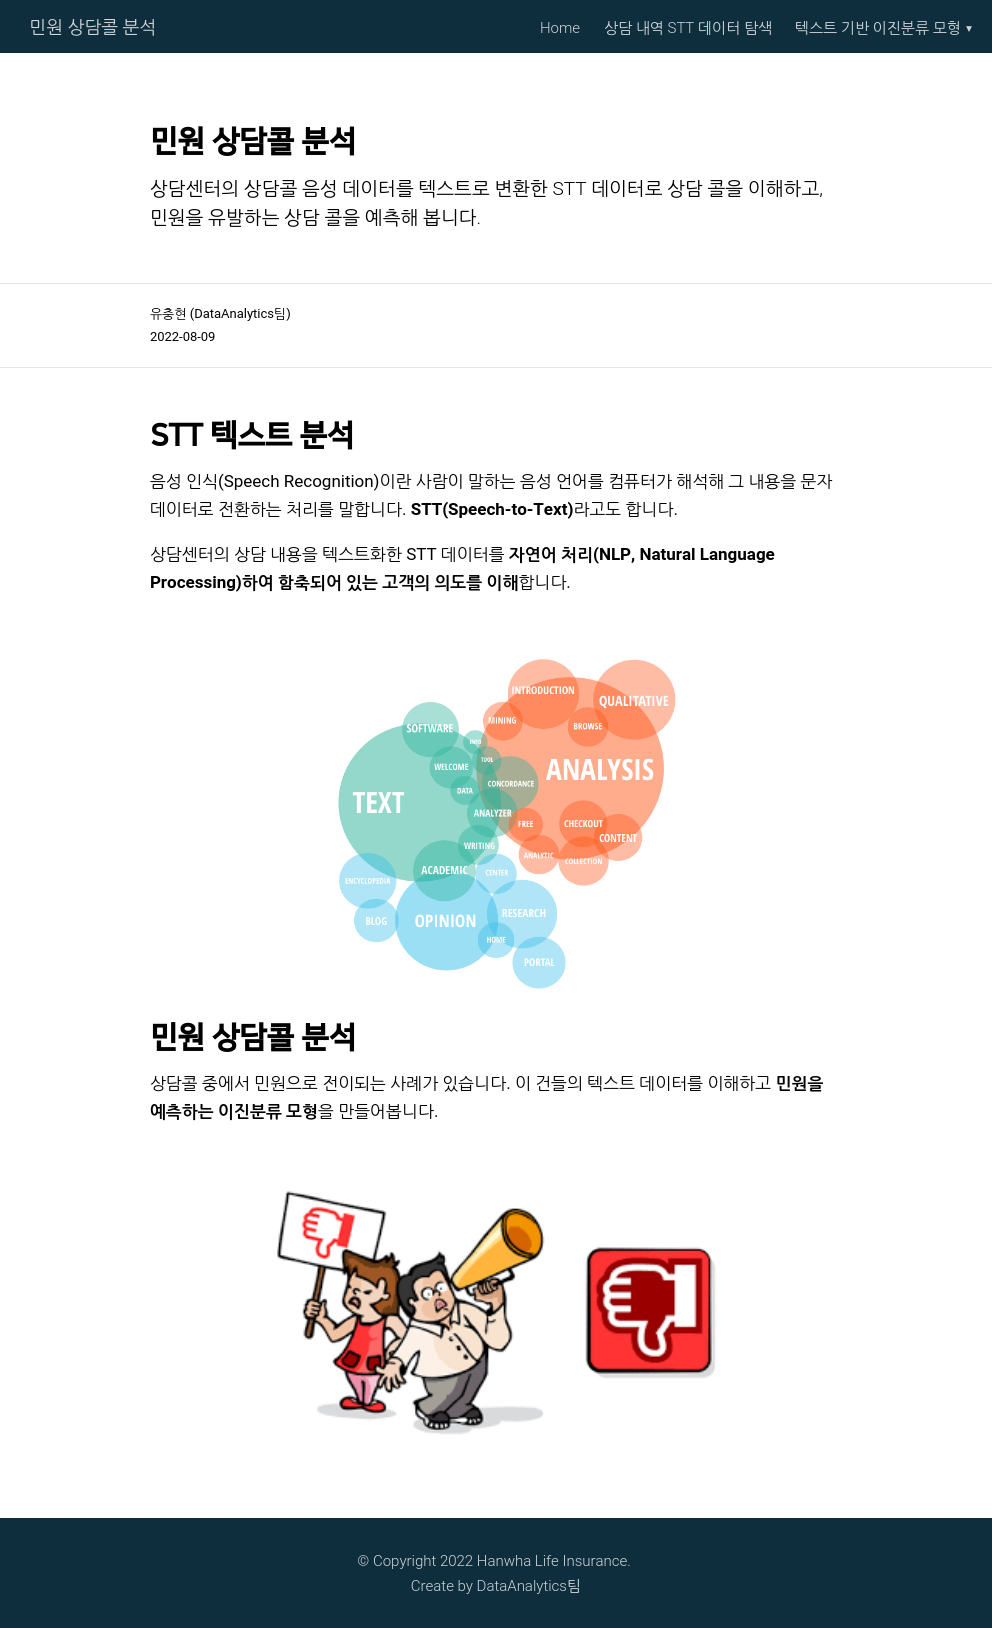 민원 상담콜 분석
Home 상담 내역 STT 데이터 탐색 텍스트 기반 이진분류 모형 ▾
민원 상담콜 분석
상담센터의 상담콜 음성 데이터를 텍스트로 변환한 STT 데이터로 상담 콜을 이해하고,
민원을 유발하는 상담 콜을 예측해 봅니다.
유충현 (DataAnalytics팀)
2022-08-09
STT 텍스트 분석
음성 인식(Speech Recognition)이란 사람이 말하는 음성 언어를 컴퓨터가 해석해 그 내용을 문자
데이터로 전환하는 처리를 말합니다. STT(Speech-to-Text)라고도 합니다.
상담센터의 상담 내용을 텍스트화한 STT 데이터를 자연어 처리(NLP, Natural Language
Processing)하여 함축되어 있는 고객의 의도를 이해합니다.
INTRODUCTION
QUALITATIVE
MINING
BROWSE
SOFTWARE
INFO
TOOL
WELCOME
ANALYSIS
CONCORDANCE
DATA
TEXT
ANALYZER
FREE
CHECKOUT
CONTENT
WRITING
ANALYTIC
COLLECTION
ACADEMIC
CENTER
ENCYCLOPEDIA
BLOG
OPINION
RESEARCH
HOME
PORTAL
민원 상담콜 분석
상담콜 중에서 민원으로 전이되는 사례가 있습니다. 이 건들의 텍스트 데이터를 이해하고 민원을
예측하는 이진분류 모형을 만들어봅니다.
© Copyright 2022 Hanwha Life Insurance.
Create by DataAnalytics팀